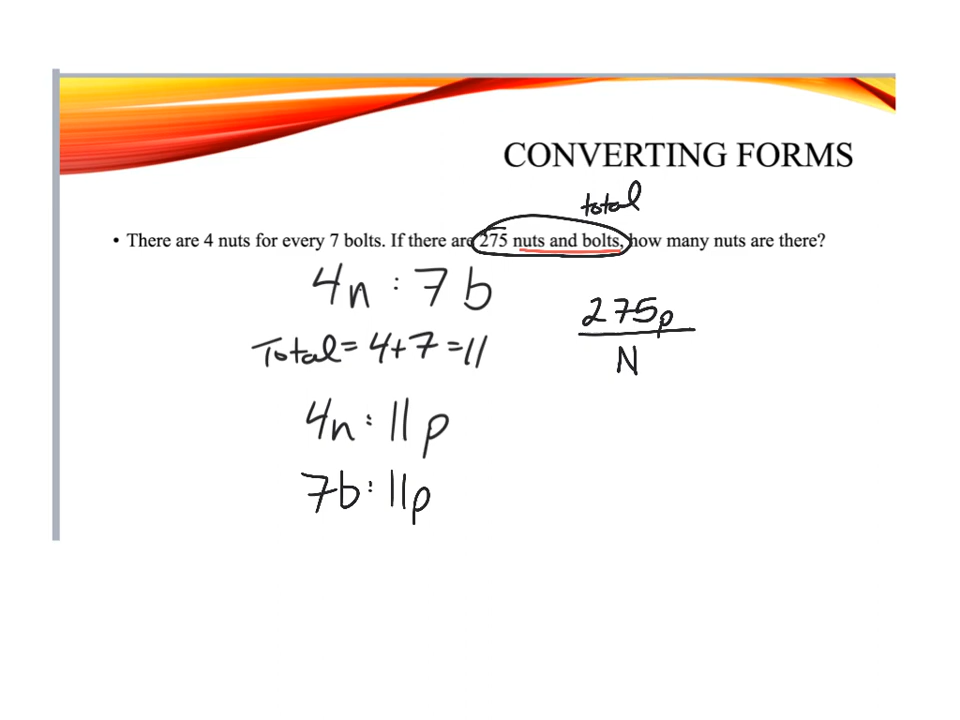 CONVERTING FORMS
total
• There are 4 nuts for every 7 bolts. If there are 275 nuts and bolts, how many nuts are there?
4n : 7b
275p
N
Total = 4+7 = 11
4n : 11p
7b : 11p